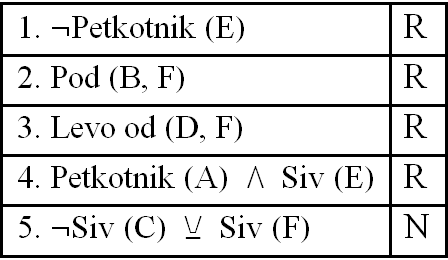 1. ¬Petkotnik (E) R
2. Pod (B, F) R
3. Levo od (D, F) R
4. Petkotnik (A) ∧ Siv (E) R
5. ¬Siv (C) ⊻ Siv (F) N